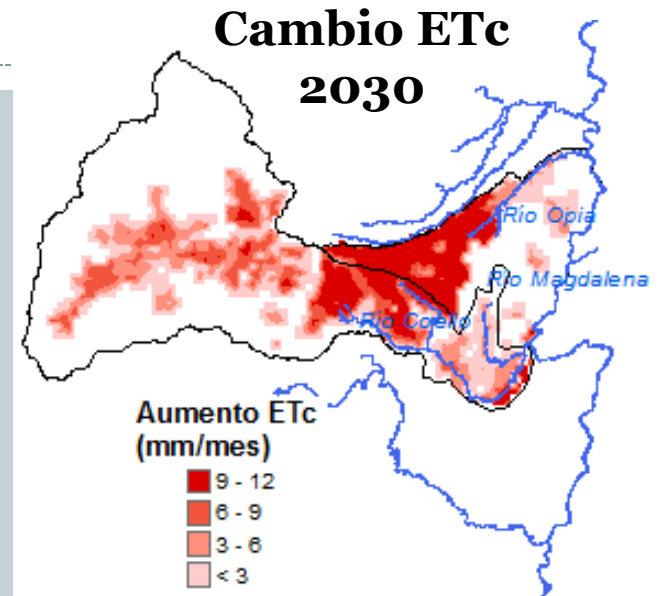 Cambio ETc
2030
Río Opia
Río Magdalena
Río Coello
Aumento ETc
(mm/mes)
9 - 12
6 - 9
3 - 6
< 3